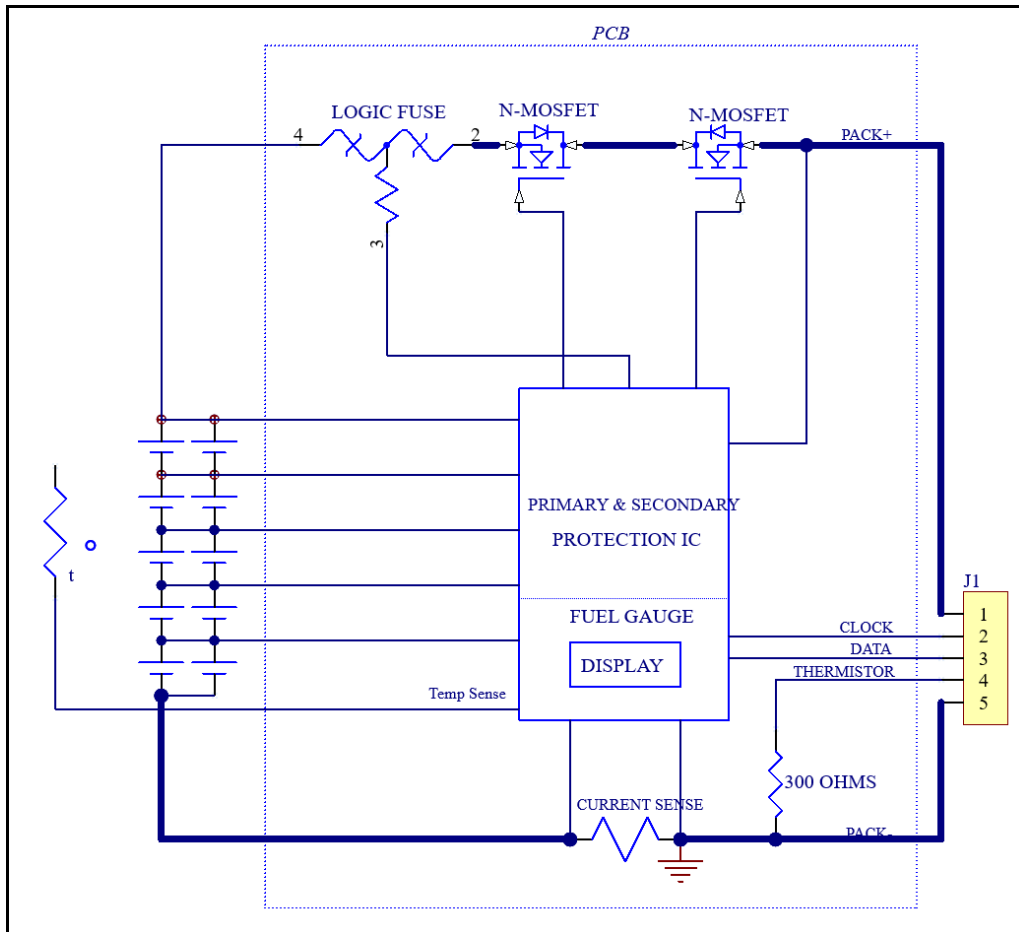 PCB
LOGIC FUSE
N-MOSFET
N-MOSFET
4
2
PACK+
3
PRIMARY & SECONDARY
PROTECTION IC
t
FUEL GAUGE
J1
1
CLOCK
2
DATA
3
DISPLAY
THERMISTOR
4
Temp Sense
5
300 OHMS
CURRENT SENSE
PACK-